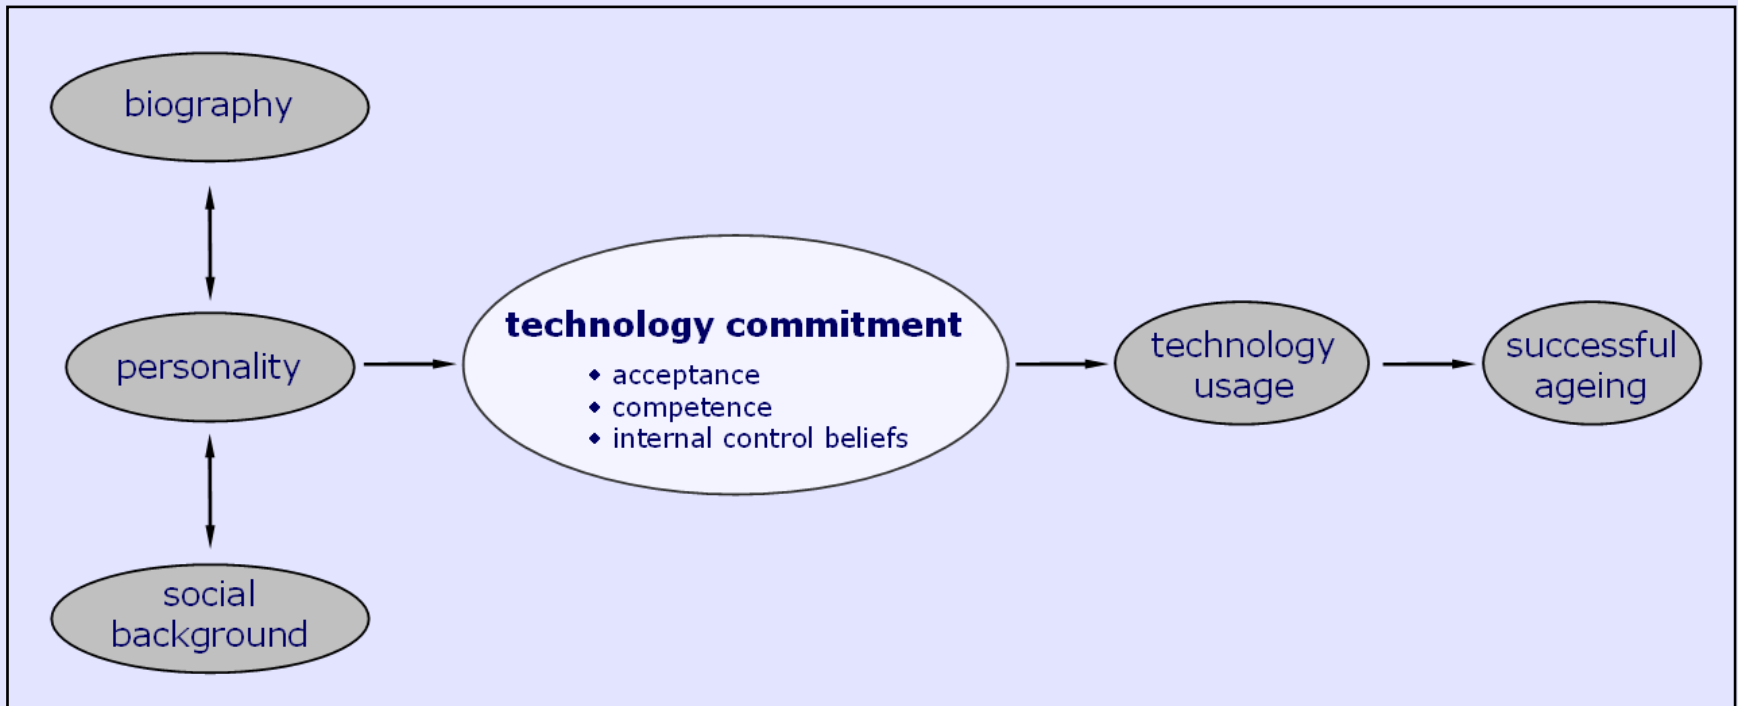 biography
personality
social
background
technology commitment
acceptance
competence
internal control beliefs
technology
usage
successful
ageing